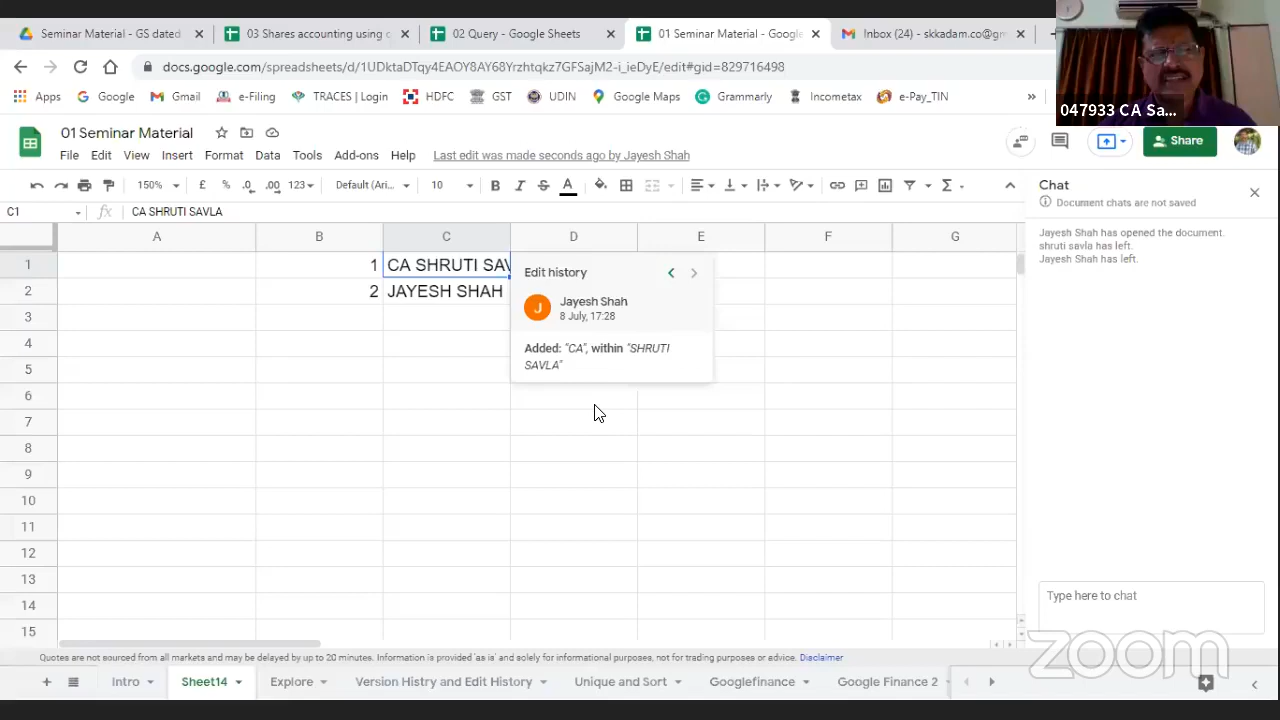 Seminar Material - GS dated
03 Shares accounting using c
02 Query - Google Sheets
01 Seminar Material - Google
Inbox (24) - skkadam.co@gm
docs.google.com/spreadsheets/d/1UDktaDTqy4EAOY8AY68Yrzhtqkz7GFSajM2-i_ieDyE/edit#gid=829716498
Apps Google Gmail e-Filing TRACES | Login HDFC GST UDIN Google Maps Grammarly Incometax e-Pay_TIN »
047933 CA Sa...
01 Seminar Material
File Edit View Insert Format Data Tools Add-ons Help Last edit was made seconds ago by Jayesh Shah
Share
150% £ % .0 .00 123 Default (Ari... 10 B I S A
C1 fx CA SHRUTI SAVLA
A B C D E F G
1 1 CA SHRUTI SAV
2 2 JAYESH SHAH
3
4
5
6
7
8
9
10
11
12
13
14
15
Edit history
Jayesh Shah
8 July, 17:28
Added: "CA", within "SHRUTI
SAVLA"
Chat
Document chats are not saved
Jayesh Shah has opened the document.
shruti savla has left.
Jayesh Shah has left.
Type here to chat
zoom
Quotes are not sourced from all markets and may be delayed by up to 20 minutes. Information is provided 'as is' and solely for informational purposes, not for trading purposes or advice. Disclaimer
Intro Sheet14 Explore rsion Histry and Edit History Unique and Sort Googlefinance Google Finance 2